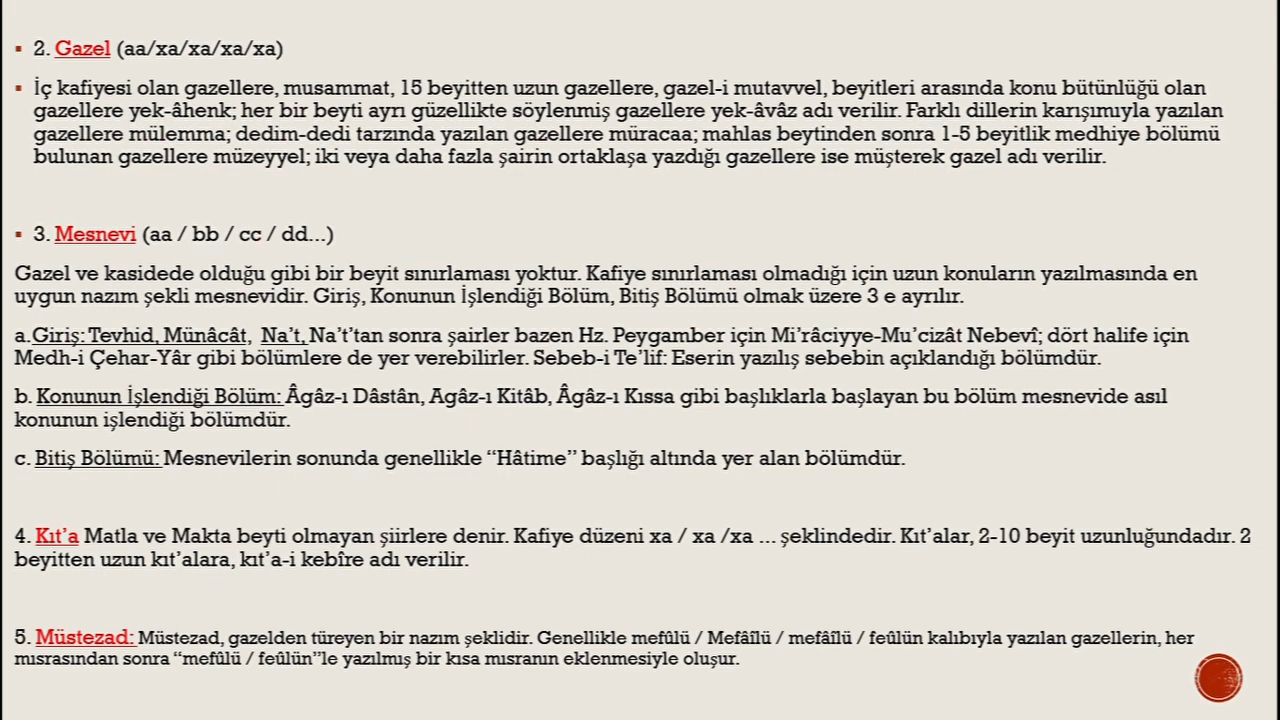 2. Gazel (aa/xa/xa/xa/xa)
İç kafiyesi olan gazellere, musammat, 15 beyitten uzun gazellere, gazel-i mutavvel, beyitleri arasında konu bütünlüğü olan
gazellere yek-âhenk; her bir beyti ayrı güzellikte söylenmiş gazellere yek-âvâz adı verilir. Farklı dillerin karışımıyla yazılan
gazellere mülemma; dedim-dedi tarzında yazılan gazellere müracaa; mahlas beytinden sonra 1-5 beyitlik medhiye bölümü
bulunan gazellere müzeyyel; iki veya daha fazla şairin ortaklaşa yazdığı gazellere ise müşterek gazel adı verilir.
3. Mesnevi (aa / bb / cc / dd...)
Gazel ve kasidede olduğu gibi bir beyit sınırlaması yoktur. Kafiye sınırlaması olmadığı için uzun konuların yazılmasında en
uygun nazım şekli mesnevidir. Giriş, Konunun İşlendiği Bölüm, Bitiş Bölümü olmak üzere 3 e ayrılır.
a.Giriş: Tevhid, Münâcât, Na't, Na't'tan sonra şairler bazen Hz. Peygamber için Mi'râciyye-Mu'cizât Nebevî; dört halife için
Medh-i Çehar-Yâr gibi bölümlere de yer verebilirler. Sebeb-i Te'lif: Eserin yazılış sebebin açıklandığı bölümdür.
b. Konunun İşlendiği Bölüm: Âgâz-ı Dâstân, Agâz-ı Kitâb, Âgâz-ı Kıssa gibi başlıklarla başlayan bu bölüm mesnevide asıl
konunun işlendiği bölümdür.
c. Bitiş Bölümü: Mesnevilerin sonunda genellikle “Hâtime” başlığı altında yer alan bölümdür.
4. Kıt'a Matla ve Makta beyti olmayan şiirlere denir. Kafiye düzeni xa / xa /xa ... şeklindedir. Kıt'alar, 2-10 beyit uzunluğundadır. 2
beyitten uzun kıt'alara, kıt'a-i kebîre adı verilir.
5. Müstezad: Müstezad, gazelden türeyen bir nazım şeklidir. Genellikle mefûlü / Mefâîlü / mefâîlü / feûlün kalıbıyla yazılan gazellerin, her
mısrasından sonra “mefûlü / feûlün”le yazılmış bir kısa mısranın eklenmesiyle oluşur.